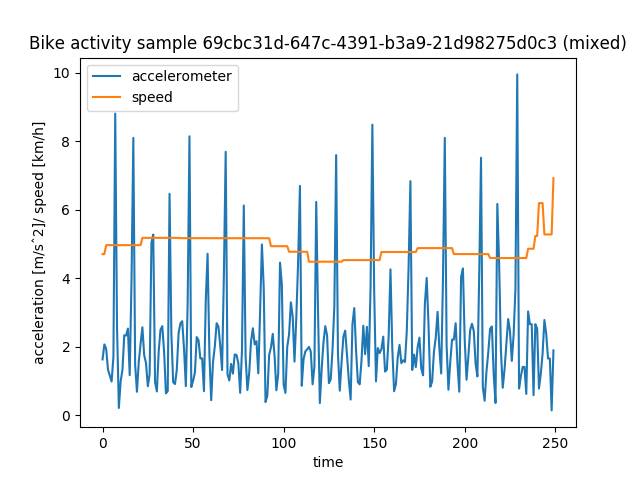 Bike activity sample 69cbc31d-647c-4391-b3a9-21d98275d0c3 (mixed)
accelerometer
speed
acceleration [m/s^2]/ speed [km/h]
10
8
6
4
2
0
0 50 100 150 200 250
time